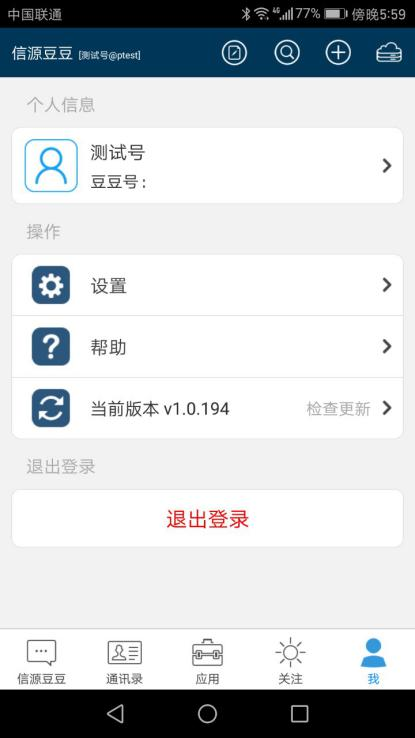 中国联通 4G 77% 傍晚5:59
信源豆豆 [测试号@ptest]
个人信息
测试号
豆豆号:
操作
设置
帮助
当前版本 v1.0.194 检查更新
退出登录
退出登录
信源豆豆 通讯录 应用 关注 我